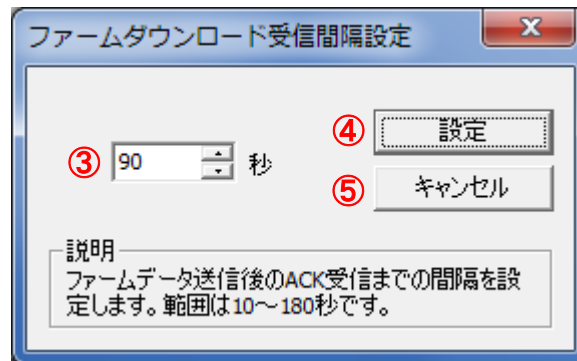 ファームダウンロード受信間隔設定
④ 設定
③ 90 秒
⑤ キャンセル
説明
ファームデータ送信後のACK受信までの間隔を設
定します。範囲は10～180秒です。